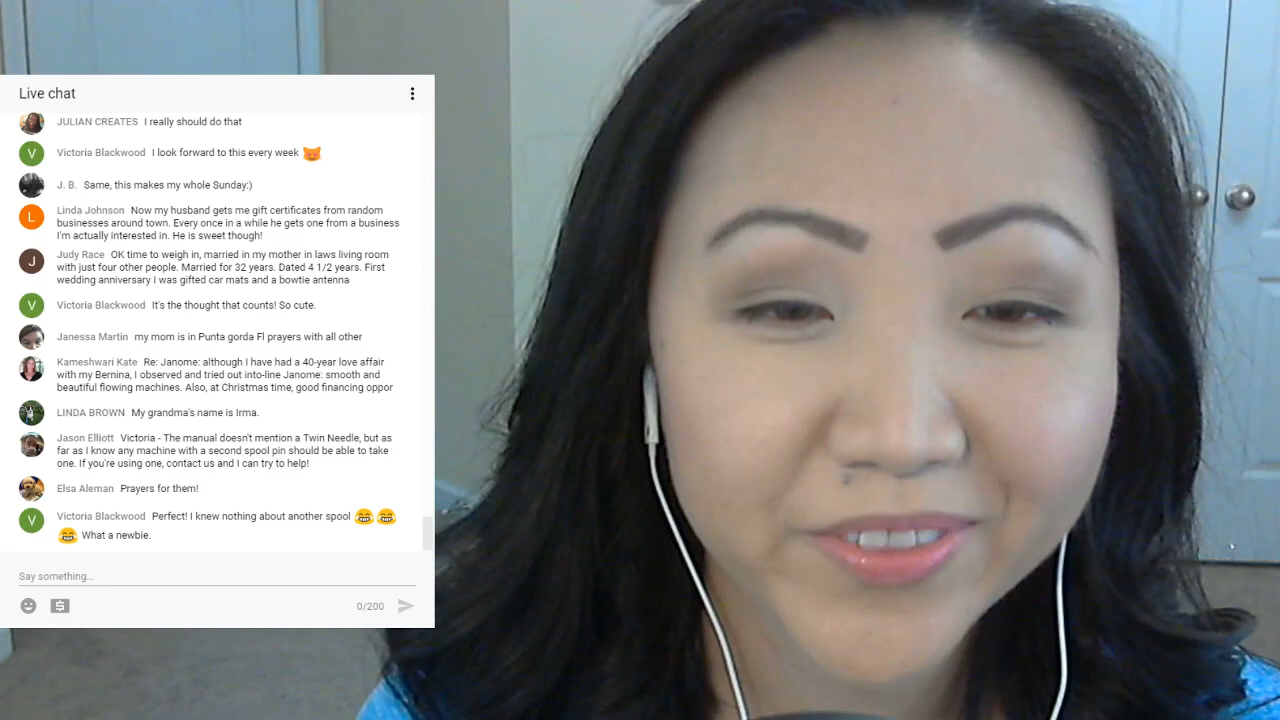 Live chat
JULIAN CREATES I really should do that
V Victoria Blackwood I look forward to this every week
J. B. Same, this makes my whole Sunday:)
L Linda Johnson Now my husband gets me gift certificates from random
businesses around town. Every once in a while he gets one from a business
I'm actually interested in. He is sweet though!
J Judy Race OK time to weigh in, married in my mother in laws living room
with just four other people. Married for 32 years. Dated 4 1/2 years. First
wedding anniversary I was gifted car mats and a bowtie antenna
V Victoria Blackwood It's the thought that counts! So cute.
Janessa Martin my mom is in Punta gorda Fl prayers with all other
Kameshwari Kate Re: Janome: although I have had a 40-year love affair
with my Bernina, I observed and tried out into-line Janome: smooth and
beautiful flowing machines. Also, at Christmas time, good financing oppor
LINDA BROWN My grandma's name is Irma.
Jason Elliott Victoria - The manual doesn't mention a Twin Needle, but as
far as I know any machine with a second spool pin should be able to take
one. If you're using one, contact us and I can try to help!
Elsa Aleman Prayers for them!
V Victoria Blackwood Perfect! I knew nothing about another spool 😂 😂
😂 What a newbie.
Say something...
0/200